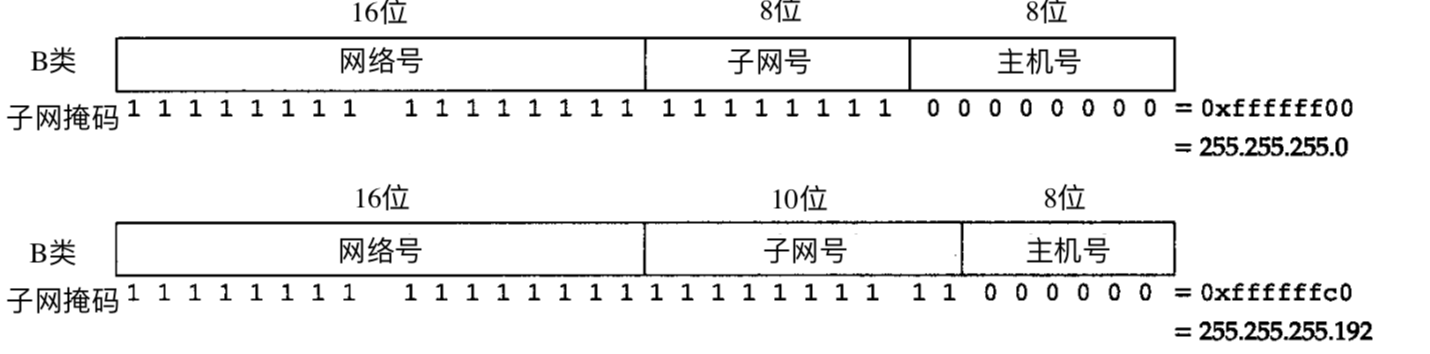 16位 8位 8位
B类 网络号 子网号 主机号
子网掩码 1 1 1 1 1 1 1 1 1 1 1 1 1 1 1 1 1 1 1 1 1 1 1 1 0 0 0 0 0 0 0 0 = 0xffffff00
= 255.255.255.0
16位 10位 8位
B类 网络号 子网号 主机号
子网掩码 1 1 1 1 1 1 1 1 1 1 1 1 1 1 1 1 1 1 1 1 1 1 1 1 1 1 0 0 0 0 0 0 = 0xffffffc0
= 255.255.255.192